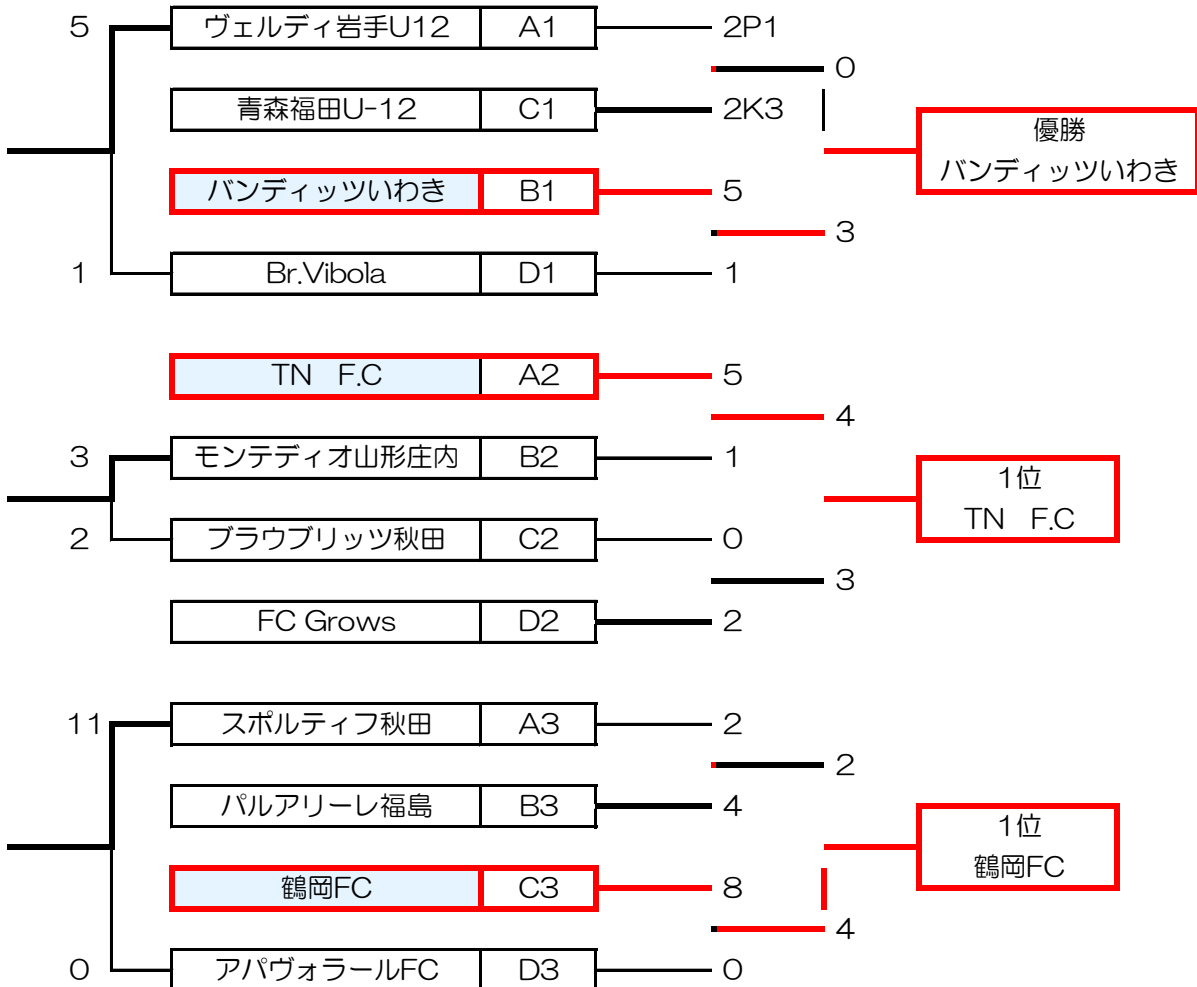 5 ヴェルディ岩手U12 A1 2P1
0
青森福田U-12 C1 2K3
優勝
バンディッツいわき
バンディッツいわき B1 5
3
1 Br.Vibola D1 1
TN F.C A2 5
4
3 モンテディオ山形庄内 B2 1
1位
TN F.C
2 ブラウブリッツ秋田 C2 0
3
FC Grows D2 2
11 スポルティフ秋田 A3 2
2
パルアリーレ福島 B3 4
1位
鶴岡FC
鶴岡FC C3 8
4
0 アパヴォラールFC D3 0